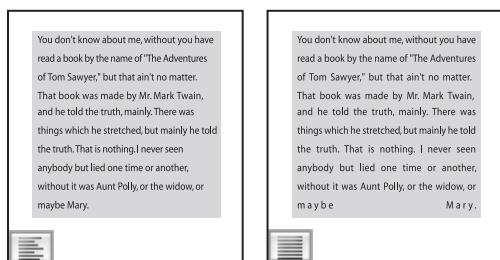 You don't know about me, without you have
read a book by the name of "The Adventures
of Tom Sawyer," but that ain't no matter.
That book was made by Mr. Mark Twain,
and he told the truth, mainly. There was
things which he stretched, but mainly he told
the truth. That is nothing. I never seen
anybody but lied one time or another,
without it was Aunt Polly, or the widow, or
maybe Mary.
You don't know about me, without you have
read a book by the name of "The Adventures
of Tom Sawyer," but that ain't no matter.
That book was made by Mr. Mark Twain,
and he told the truth, mainly. There was
things which he stretched, but mainly he told
the truth. That is nothing. I never seen
anybody but lied one time or another,
without it was Aunt Polly, or the widow, or
maybe Mary.